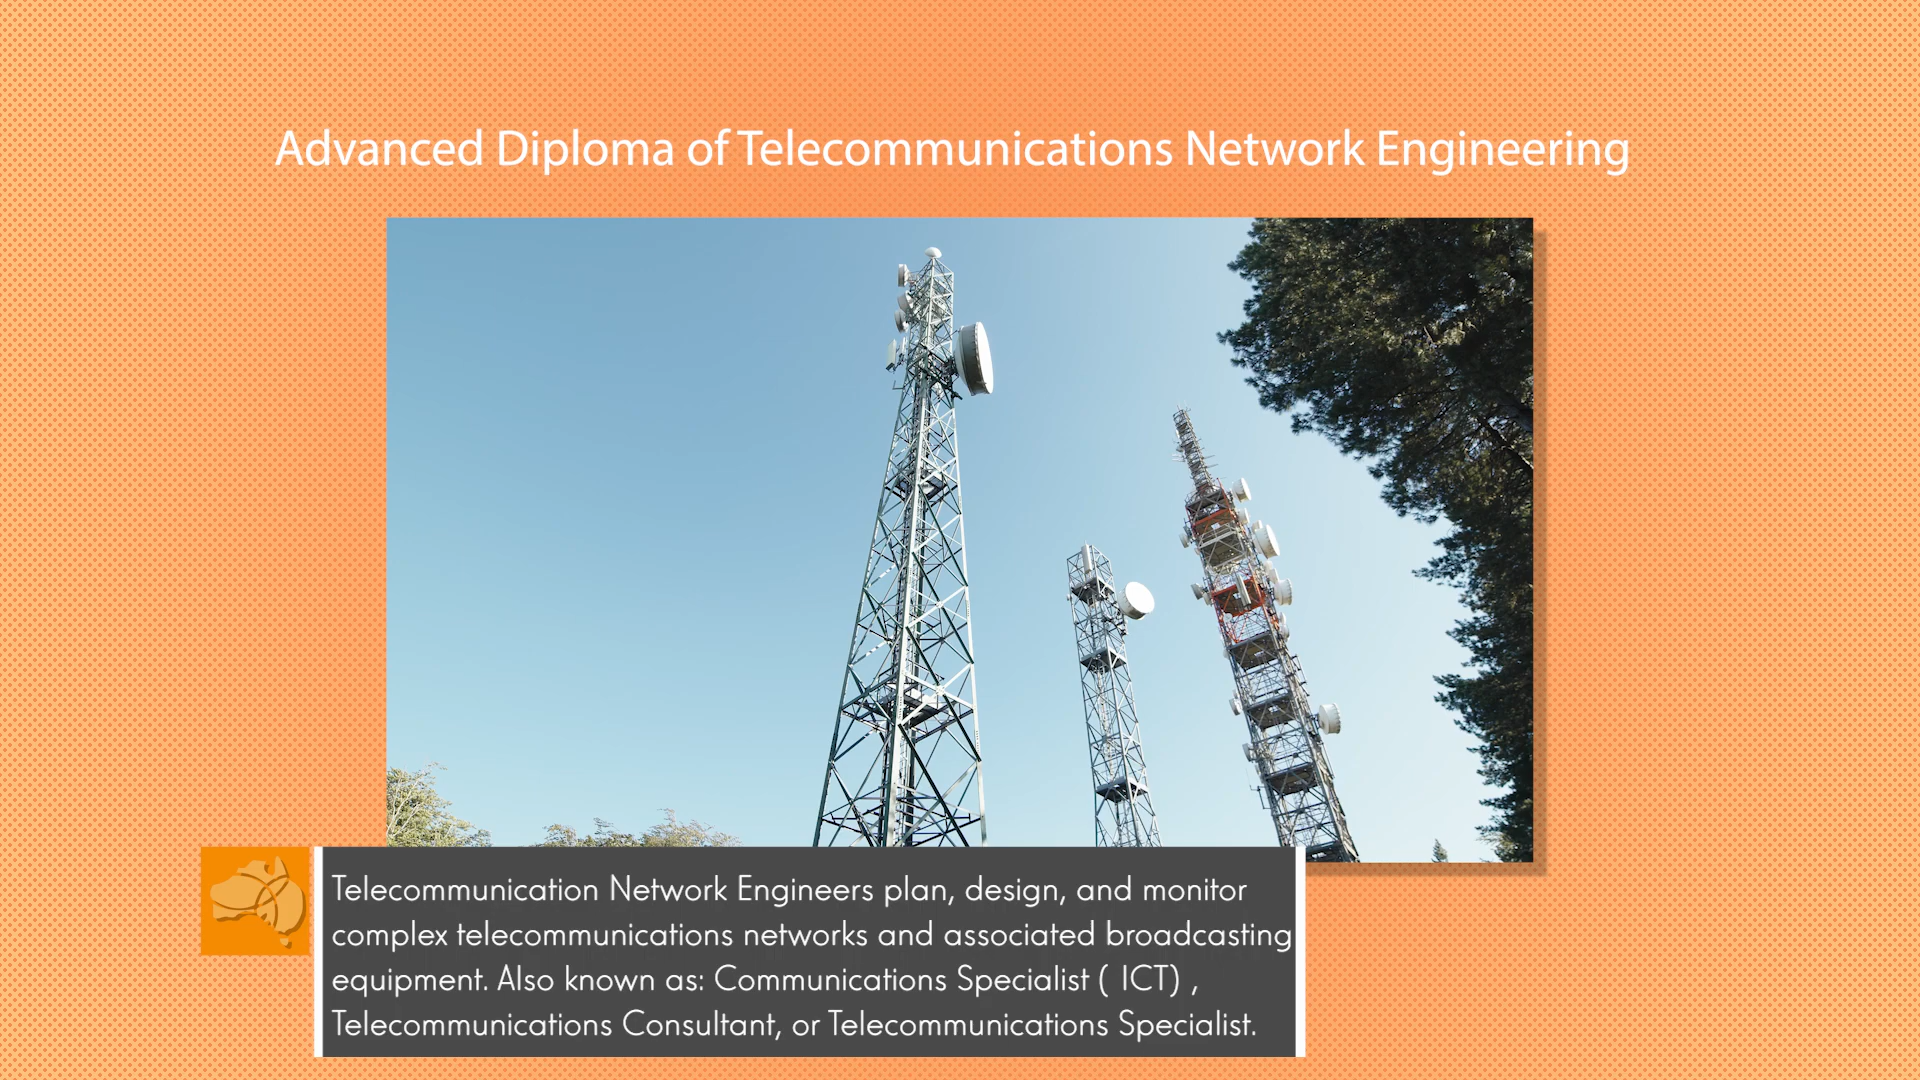 Advanced Diploma of Telecommunications Network Engineering
Telecommunication Network Engineers plan, design, and monitor
complex telecommunications networks and associated broadcasting
equipment. Also known as: Communications Specialist ( ICT) ,
Telecommunications Consultant, or Telecommunications Specialist.